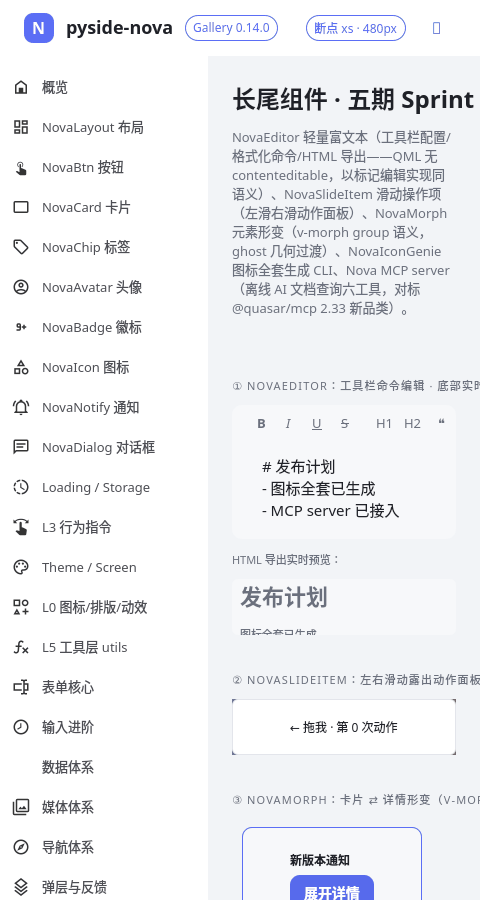 N pyside-nova Gallery 0.14.0 断点 xs · 480px
概览
NovaLayout 布局
NovaBtn 按钮
NovaCard 卡片
NovaChip 标签
NovaAvatar 头像
9+ NovaBadge 徽标
NovaIcon 图标
NovaNotify 通知
NovaDialog 对话框
Loading / Storage
L3 行为指令
Theme / Screen
L0 图标/排版/动效
L5 工具层 utils
表单核心
输入进阶
数据体系
媒体体系
导航体系
弹层与反馈
长尾组件 · 五期 Sprint
NovaEditor 轻量富文本（工具栏配置/
格式化命令/HTML 导出——QML 无
contenteditable，以标记编辑实现同
语义）、NovaSlideItem 滑动操作项
（左滑右滑动作面板）、NovaMorph
元素形变（v-morph group 语义，
ghost 几何过渡）、NovaIconGenie
图标全套生成 CLI、Nova MCP server
（离线 AI 文档查询六工具，对标
@quasar/mcp 2.33 新品类）。
① NOVAEDITOR：工具栏命令编辑 · 底部实时
B I U S H1 H2 ❝
# 发布计划
- 图标全套已生成
- MCP server 已接入
HTML 导出实时预览：
发布计划
图标全套已生成
② NOVASLIDEITEM：左右滑动露出动作面板
← 拖我 · 第 0 次动作
③ NOVAMORPH：卡片 ⇄ 详情形变（V-MOR
新版本通知
展开详情